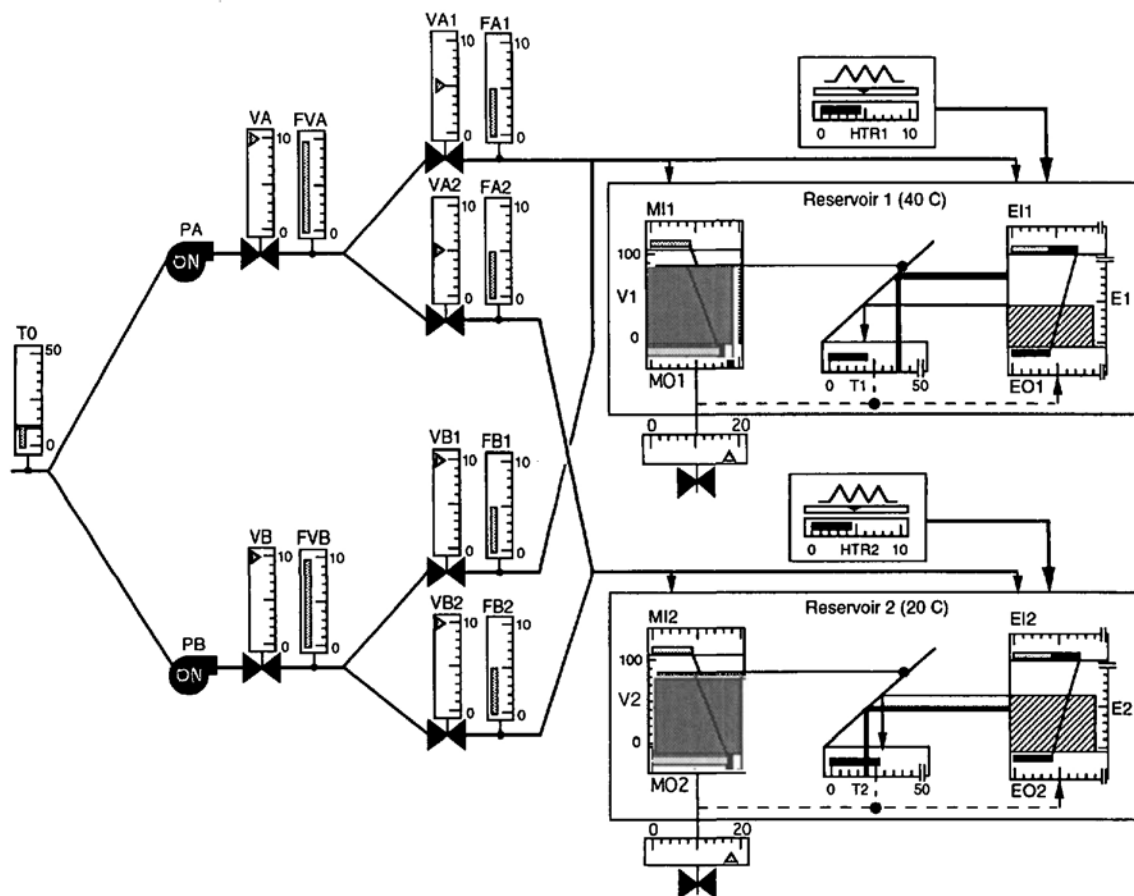 VA1
FA1
10
10
0
0
VA
FVA
10
10
0
0
VA2
FA2
10
10
0
0
PA
ON
T0
50
0
HTR1
0
10
Reservoir 1 (40 C)
MI1
100
V1
0
MO1
0
T1
50
EI1
E1
EO1
0
20
VB1
FB1
10
10
0
0
VB
FVB
10
10
0
0
VB2
FB2
10
10
0
0
PB
ON
HTR2
0
10
Reservoir 2 (20 C)
MI2
100
V2
0
MO2
0
T2
50
EI2
E2
EO2
0
20